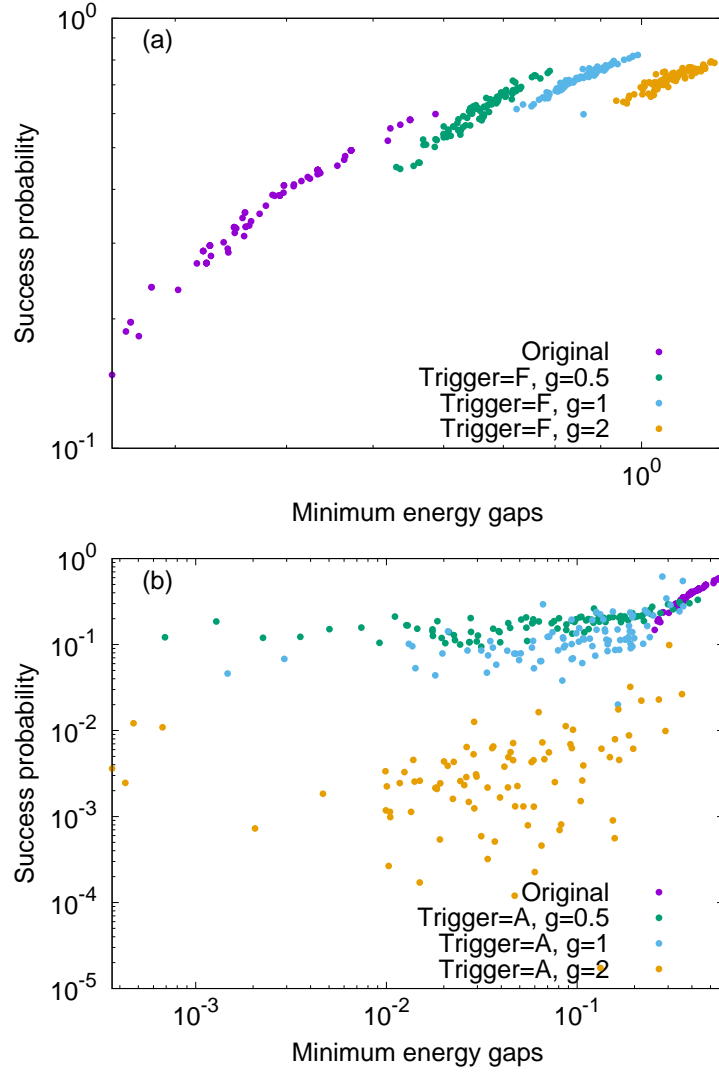 10^0
(a)
Success probability
Original
Trigger=F, g=0.5
Trigger=F, g=1
Trigger=F, g=2
10^-1
10^0
Minimum energy gaps
10^0
(b)
10^-1
10^-2
Success probability
10^-3
10^-4
Original
Trigger=A, g=0.5
Trigger=A, g=1
Trigger=A, g=2
10^-5
10^-3
10^-2
10^-1
Minimum energy gaps